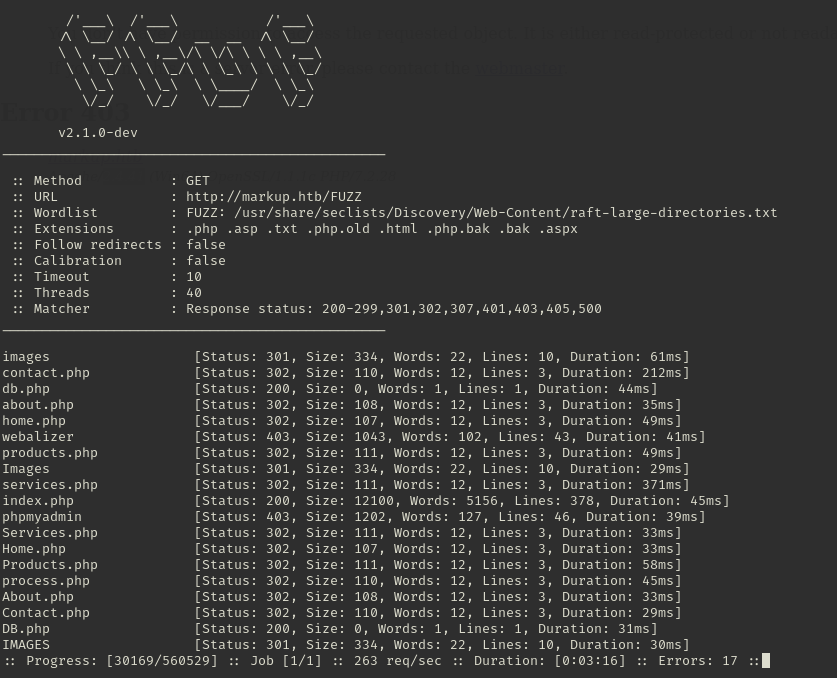 v2.1.0-dev
:: Method : GET
:: URL : http://markup.htb/FUZZ
:: Wordlist : FUZZ: /usr/share/seclists/Discovery/Web-Content/raft-large-directories.txt
:: Extensions : .php .asp .txt .php.old .html .php.bak .bak .aspx
:: Follow redirects : false
:: Calibration : false
:: Timeout : 10
:: Threads : 40
:: Matcher : Response status: 200-299,301,302,307,401,403,405,500
images [Status: 301, Size: 334, Words: 22, Lines: 10, Duration: 61ms]
contact.php [Status: 302, Size: 110, Words: 12, Lines: 3, Duration: 212ms]
db.php [Status: 200, Size: 0, Words: 1, Lines: 1, Duration: 44ms]
about.php [Status: 302, Size: 108, Words: 12, Lines: 3, Duration: 35ms]
home.php [Status: 302, Size: 107, Words: 12, Lines: 3, Duration: 49ms]
webalizer [Status: 403, Size: 1043, Words: 102, Lines: 43, Duration: 41ms]
products.php [Status: 302, Size: 111, Words: 12, Lines: 3, Duration: 49ms]
Images [Status: 301, Size: 334, Words: 22, Lines: 10, Duration: 29ms]
services.php [Status: 302, Size: 111, Words: 12, Lines: 3, Duration: 371ms]
index.php [Status: 200, Size: 12100, Words: 5156, Lines: 378, Duration: 45ms]
phpmyadmin [Status: 403, Size: 1202, Words: 127, Lines: 46, Duration: 39ms]
Services.php [Status: 302, Size: 111, Words: 12, Lines: 3, Duration: 33ms]
Home.php [Status: 302, Size: 107, Words: 12, Lines: 3, Duration: 33ms]
Products.php [Status: 302, Size: 111, Words: 12, Lines: 3, Duration: 58ms]
process.php [Status: 302, Size: 110, Words: 12, Lines: 3, Duration: 45ms]
About.php [Status: 302, Size: 108, Words: 12, Lines: 3, Duration: 33ms]
Contact.php [Status: 302, Size: 110, Words: 12, Lines: 3, Duration: 29ms]
DB.php [Status: 200, Size: 0, Words: 1, Lines: 1, Duration: 31ms]
IMAGES [Status: 301, Size: 334, Words: 22, Lines: 10, Duration: 30ms]
:: Progress: [30169/560529] :: Job [1/1] :: 263 req/sec :: Duration: [0:03:16] :: Errors: 17 ::